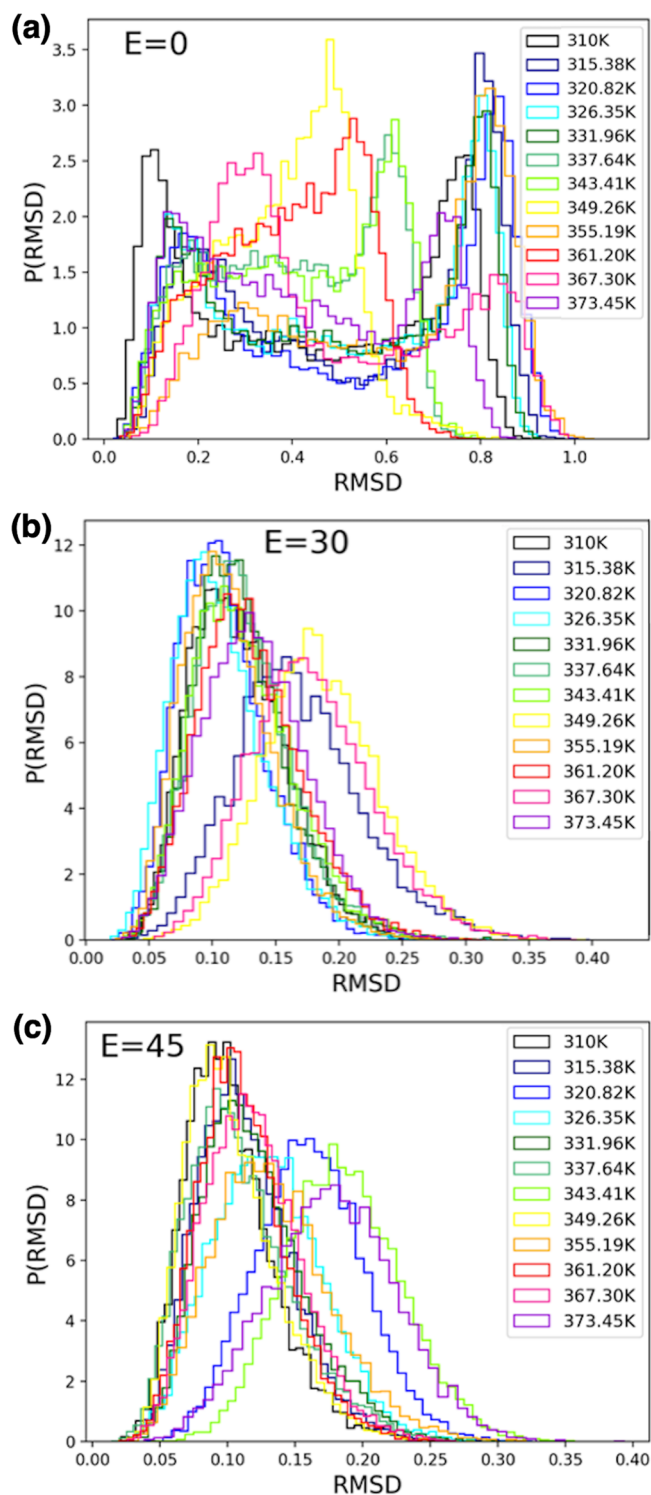 (a)
E=0
3.5
3.0
2.5
2.0
1.5
1.0
0.5
0.0
P(RMSD)
0.0 0.2 0.4 0.6 0.8 1.0
RMSD
310K
315.38K
320.82K
326.35K
331.96K
337.64K
343.41K
349.26K
355.19K
361.20K
367.30K
373.45K
(b)
E=30
12
10
8
6
4
2
0
P(RMSD)
0.00 0.05 0.10 0.15 0.20 0.25 0.30 0.35 0.40
RMSD
310K
315.38K
320.82K
326.35K
331.96K
337.64K
343.41K
349.26K
355.19K
361.20K
367.30K
373.45K
(c)
E=45
12
10
8
6
4
2
0
P(RMSD)
0.00 0.05 0.10 0.15 0.20 0.25 0.30 0.35 0.40
RMSD
310K
315.38K
320.82K
326.35K
331.96K
337.64K
343.41K
349.26K
355.19K
361.20K
367.30K
373.45K